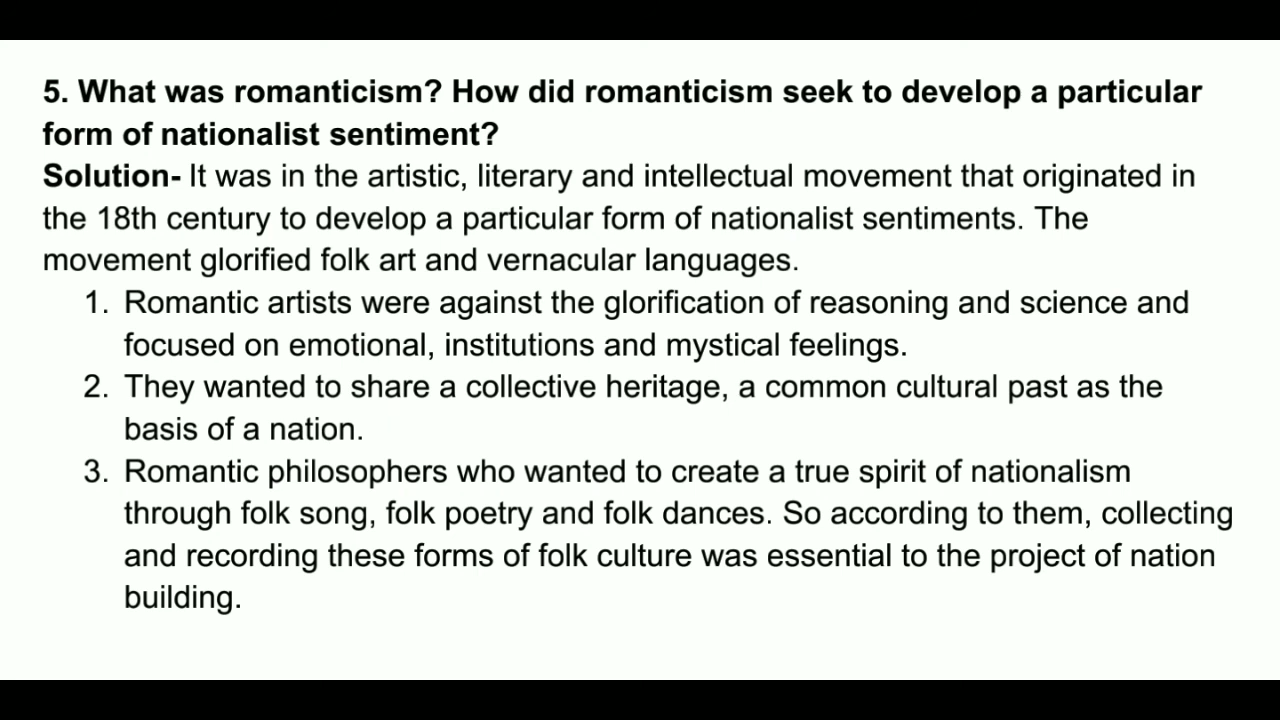 5. What was romanticism? How did romanticism seek to develop a particular
form of nationalist sentiment?
Solution- It was in the artistic, literary and intellectual movement that originated in
the 18th century to develop a particular form of nationalist sentiments. The
movement glorified folk art and vernacular languages.
1. Romantic artists were against the glorification of reasoning and science and
focused on emotional, institutions and mystical feelings.
2. They wanted to share a collective heritage, a common cultural past as the
basis of a nation.
3. Romantic philosophers who wanted to create a true spirit of nationalism
through folk song, folk poetry and folk dances. So according to them, collecting
and recording these forms of folk culture was essential to the project of nation
building.